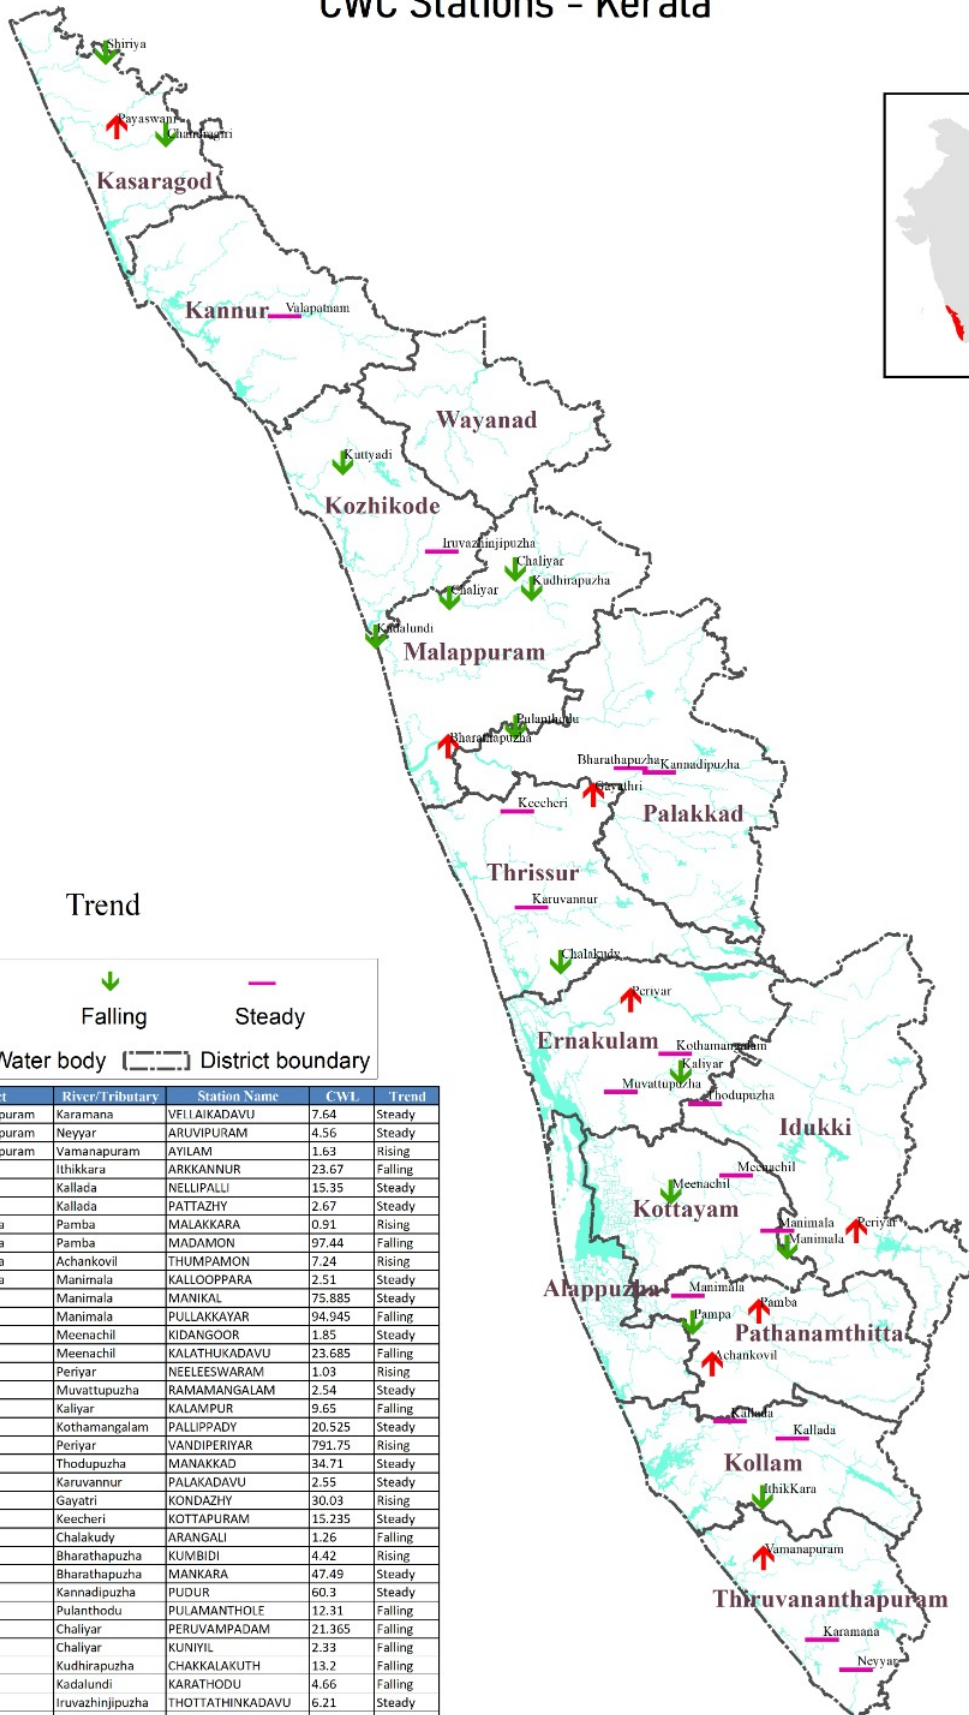 CWC Stations - Kerala
Shiriya
Payaswani
Chandragiri
Kasaragod
Kannur
Valapatnam
Wayanad
Kuttyadi
Kozhikode
Iruvazhinjipuzha
Chaliyar
Kudhirapuzha
Chaliyar
Kadalundi
Malappuram
Pulanthodu
Bharathapuzha
Bharathapuzha
Kannadipuzha
Gayathri
Keecheri
Palakkad
Thrissur
Karuvannur
Chalakudy
Periyar
Ernakulam
Kothamangalam
Kaliyar
Muvattupuzha
Thodupuzha
Idukki
Meenachil
Meenachil
Kottayam
Manimala
Periyar
Manimala
Alappuzha
Manimala
Pamba
Pampa
Pathanamthitta
Achankovil
Kallada
Kallada
Kollam
IthikKara
Vamanapuram
Thiruvananthapuram
Karamana
Neyyar
Trend
Falling Steady
Water body District boundary
River/Tributary Station Name CWL Trend
Karamana VELLAIKADAVU 7.64 Steady
Neyyar ARUVIPURAM 4.56 Steady
Vamanapuram AYILAM 1.63 Rising
Ithikkara ARKKANNUR 23.67 Falling
Kallada NELLIPALLI 15.35 Steady
Kallada PATTAZHY 2.67 Steady
Pamba MALAKKARA 0.91 Rising
Pamba MADAMON 97.44 Falling
Achankovil THUMPAMON 7.24 Rising
Manimala KALLOOPPARA 2.51 Steady
Manimala MANIKAL 75.885 Steady
Manimala PULLAKKAYAR 94.945 Falling
Meenachil KIDANGOOR 1.85 Steady
Meenachil KALATHUKADAVU 23.685 Falling
Periyar NEELEESWARAM 1.03 Rising
Muvattupuzha RAMAMANGALAM 2.54 Steady
Kaliyar KALAMPUR 9.65 Falling
Kothamangalam PALLIPPADY 20.525 Steady
Periyar VANDIPERIYAR 791.75 Rising
Thodupuzha MANAKKAD 34.71 Steady
Karuvannur PALAKADAVU 2.55 Steady
Gayatri KONDAZHY 30.03 Rising
Keecheri KOTTAPURAM 15.235 Steady
Chalakudy ARANGALI 1.26 Falling
Bharathapuzha KUMBIDI 4.42 Rising
Bharathapuzha MANKARA 47.49 Steady
Kannadipuzha PUDUR 60.3 Steady
Pulanthodu PULAMANTHOLE 12.31 Falling
Chaliyar PERUVAMPADAM 21.365 Falling
Chaliyar KUNIYIL 2.33 Falling
Kudhirapuzha CHAKKALAKUTH 13.2 Falling
Kadalundi KARATHODU 4.66 Falling
Iruvazhinjipuzha THOTTATHINKADAVU 6.21 Steady